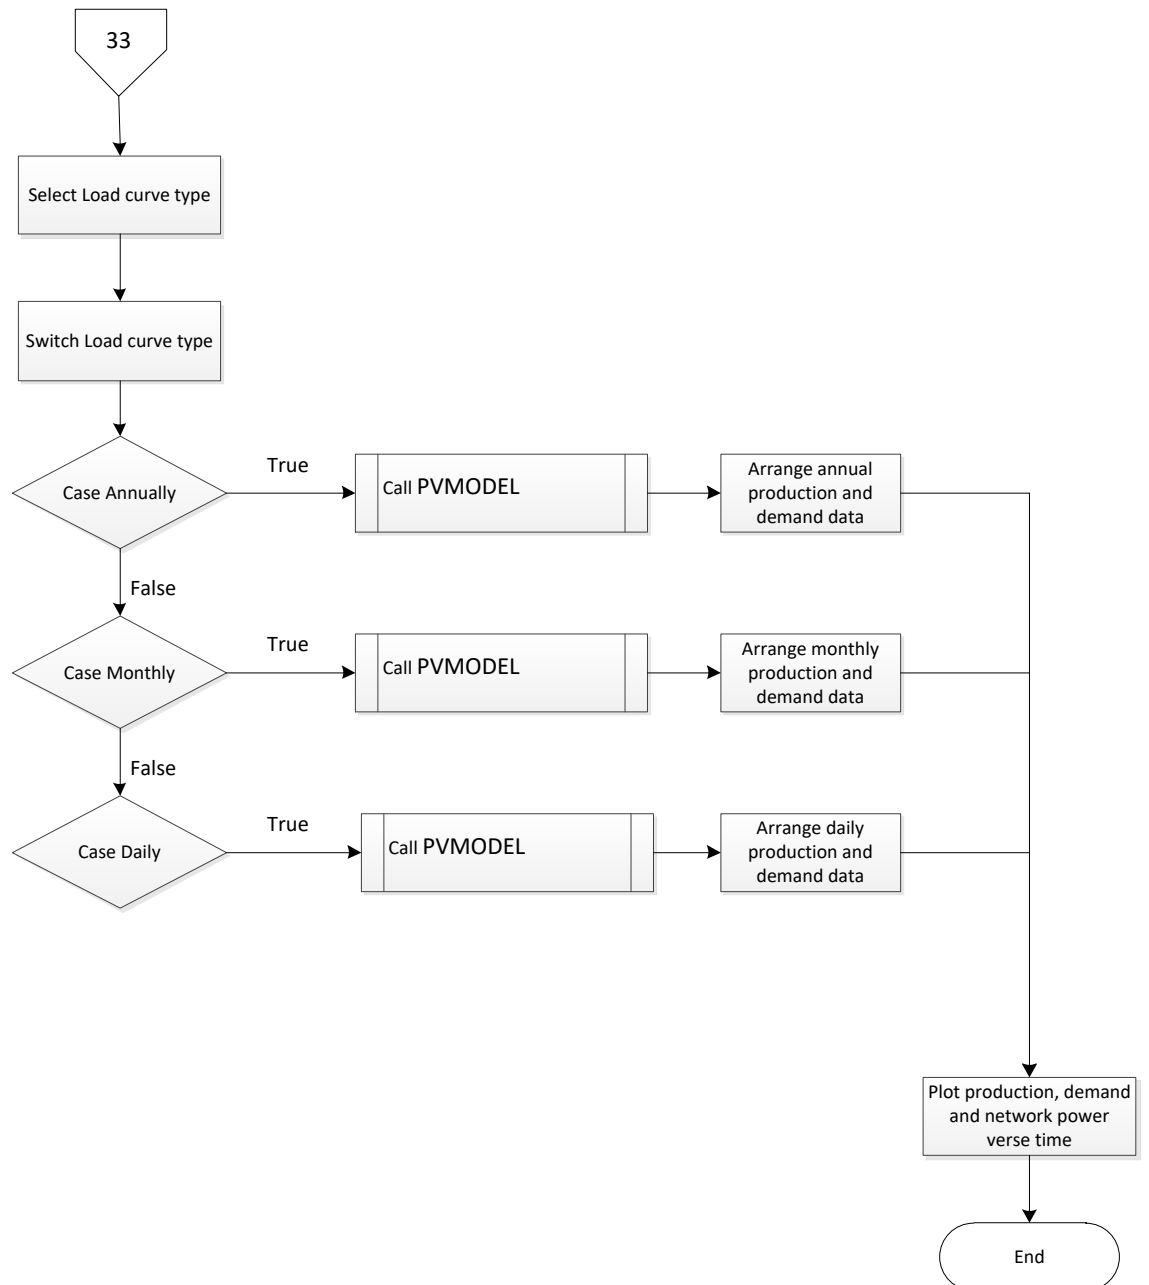 33
Select Load curve type
Switch Load curve type
Case Annually
True
Call PVMODEL
Arrange annual
production and
demand data
False
Case Monthly
True
Call PVMODEL
Arrange monthly
production and
demand data
False
Case Daily
True
Call PVMODEL
Arrange daily
production and
demand data
Plot production, demand
and network power
verse time
End